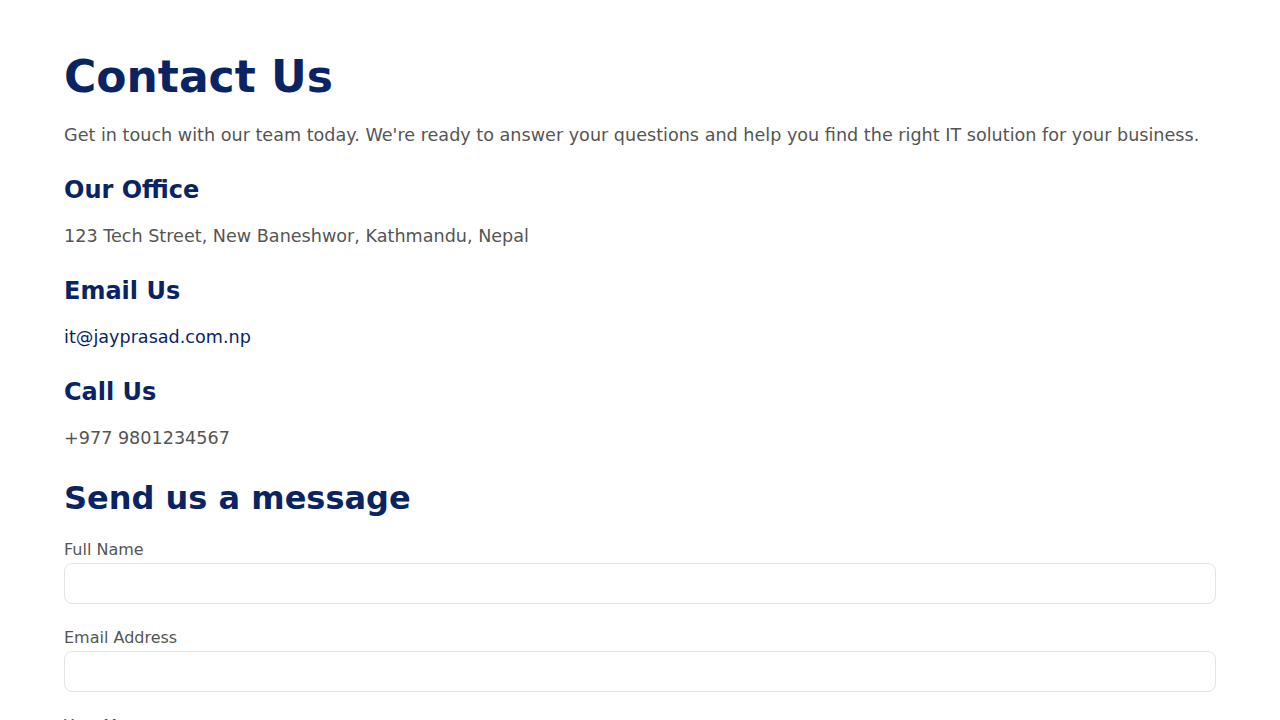 Contact Us
Get in touch with our team today. We're ready to answer your questions and help you find the right IT solution for your business.
Our Office
123 Tech Street, New Baneshwor, Kathmandu, Nepal
Email Us
it@jayprasad.com.np
Call Us
+977 9801234567
Send us a message
Full Name
Email Address